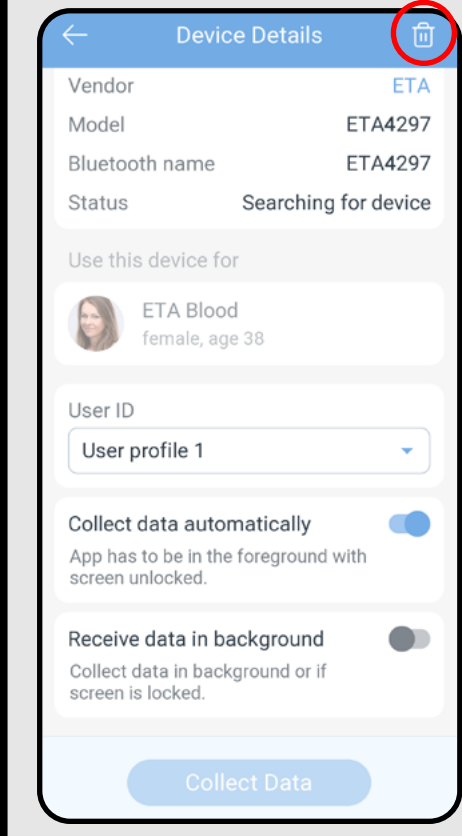 Device Details
Vendor ETA
Model ETA4297
Bluetooth name ETA4297
Status Searching for device
Use this device for
ETA Blood
female, age 38
User ID
User profile 1
Collect data automatically
App has to be in the foreground with
screen unlocked.
Receive data in background
Collect data in background or if
screen is locked.
Collect Data